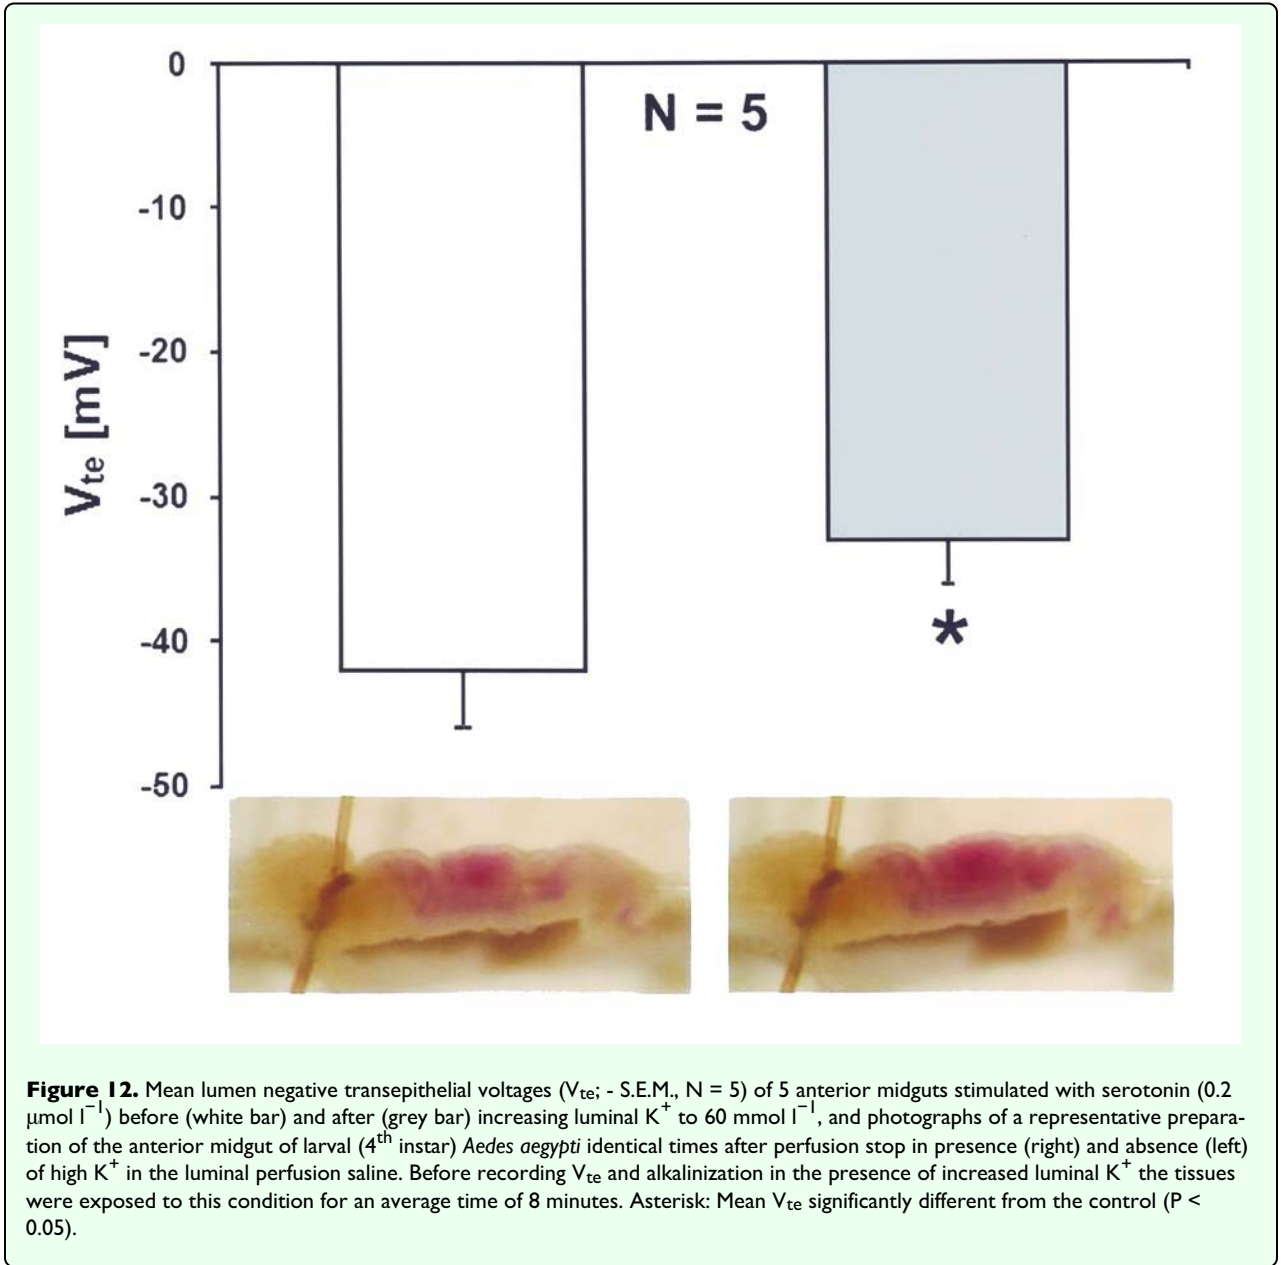 0
N = 5
-10
-20
-30
-40
-50
Vte [mV]
*
Figure 12. Mean lumen negative transepithelial voltages (Vte; - S.E.M., N = 5) of 5 anterior midguts stimulated with serotonin (0.2
μmol l⁻¹) before (white bar) and after (grey bar) increasing luminal K⁺ to 60 mmol l⁻¹, and photographs of a representative prepara-
tion of the anterior midgut of larval (4th instar) Aedes aegypti identical times after perfusion stop in presence (right) and absence (left)
of high K⁺ in the luminal perfusion saline. Before recording Vte and alkalinization in the presence of increased luminal K⁺ the tissues
were exposed to this condition for an average time of 8 minutes. Asterisk: Mean Vte significantly different from the control (P <
0.05).